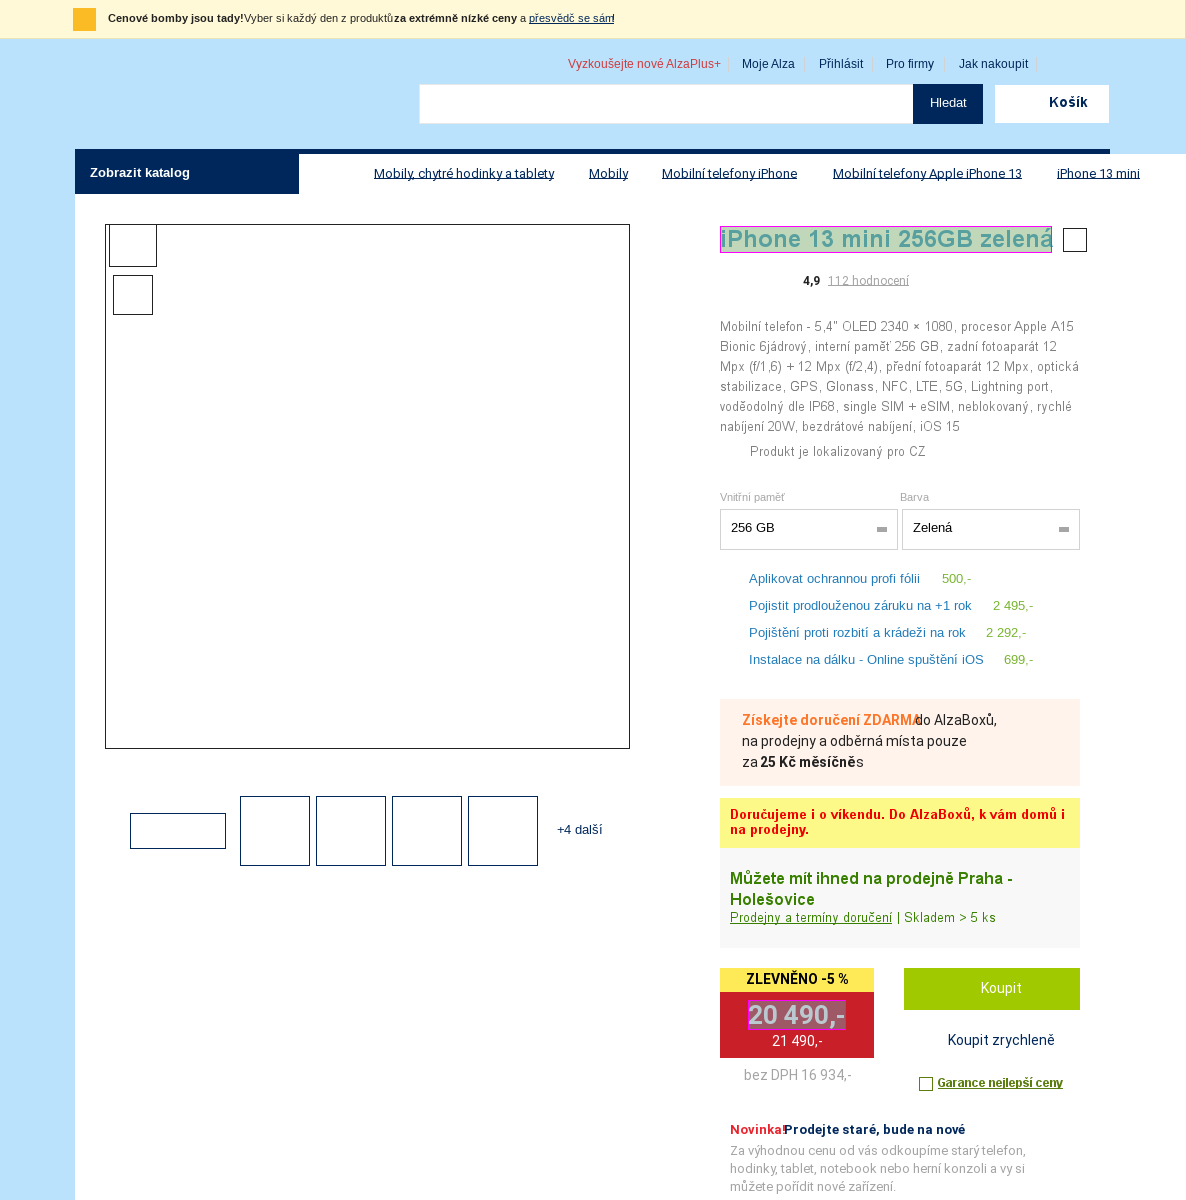 Cenové bomby jsou tady! Vyber si každý den z produktů za extrémně nízké ceny a přesvědč se sám!
Vyzkoušejte nové AlzaPlus+ Moje Alza Přihlásit Pro firmy Jak nakoupit
Hledat Košík
Zobrazit katalog Mobily, chytré hodinky a tablety Mobily Mobilní telefony iPhone Mobilní telefony Apple iPhone 13 iPhone 13 mini
iPhone 13 mini 256GB zelená
4,9 112 hodnocení
Mobilní telefon - 5,4" OLED 2340 × 1080, procesor Apple A15
Bionic 6jádrový, interní paměť 256 GB, zadní fotoaparát 12
Mpx (f/1,6) + 12 Mpx (f/2,4), přední fotoaparát 12 Mpx, optická
stabilizace, GPS, Glonass, NFC, LTE, 5G, Lightning port,
voděodolný dle IP68, single SIM + eSIM, neblokovaný, rychlé
nabíjení 20W, bezdrátové nabíjení, iOS 15
Produkt je lokalizovaný pro CZ
Vnitřní paměť Barva
256 GB Zelená
Aplikovat ochrannou profi fólii 500,-
Pojistit prodlouženou záruku na +1 rok 2 495,-
Pojištění proti rozbití a krádeži na rok 2 292,-
Instalace na dálku - Online spuštění iOS 699,-
Získejte doručení ZDARMA do AlzaBoxů,
na prodejny a odběrná místa pouze
za 25 Kč měsíčně s
+4 další
Doručujeme i o víkendu. Do AlzaBoxů, k vám domů i
na prodejny.
Můžete mít ihned na prodejně Praha -
Holešovice
Prodejny a termíny doručení | Skladem > 5 ks
ZLEVNĚNO -5 %
20 490,-
21 490,-
bez DPH 16 934,-
Koupit
Koupit zrychleně
Garance nejlepší ceny
Novinka! Prodejte staré, bude na nové
Za výhodnou cenu od vás odkoupíme starý telefon,
hodinky, tablet, notebook nebo herní konzoli a vy si
můžete pořídit nové zařízení.